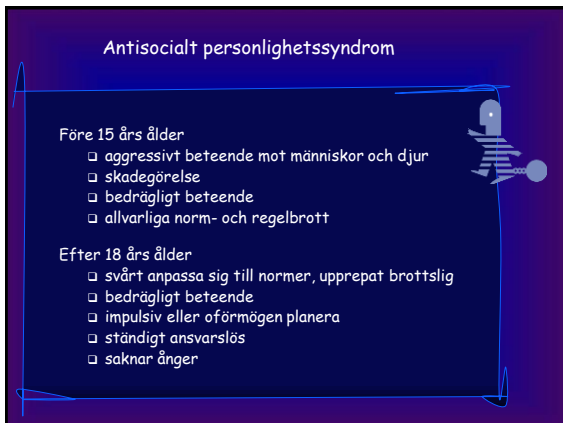 Antisocialt personlighetssyndrom
Före 15 års ålder
❑ aggressivt beteende mot människor och djur
❑ skadegörelse
❑ bedrägligt beteende
❑ allvarliga norm- och regelbrott
Efter 18 års ålder
❑ svårt anpassa sig till normer, upprepat brottslig
❑ bedrägligt beteende
❑ impulsiv eller oförmögen planera
❑ ständigt ansvarslös
❑ saknar ånger